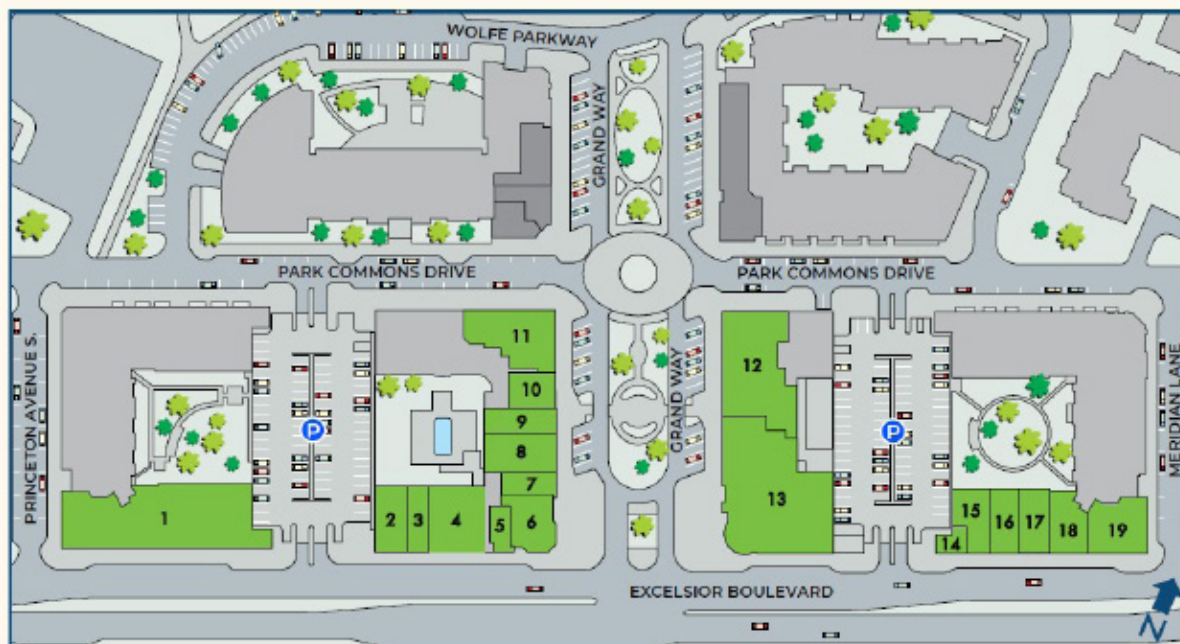 WOLFE PARKWAY
GRAND WAY
PARK COMMONS DRIVE
PARK COMMONS DRIVE
PRINCETON AVENUE S.
GRAND WAY
MERIDIAN LANE
11
12
10
9
P
P
8
7
13
1
2
3
4
5
6
15
16
17
18
19
14
EXCELSIOR BOULEVARD
N